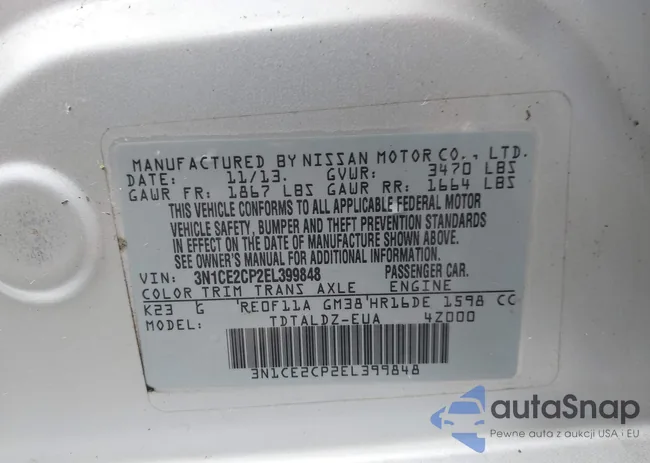 MANUFACTURED BY NISSAN MOTOR CO., LTD.
DATE: 11/13. GVWR: 3470 LBS
GAWR FR: 1867 LBS GAWR RR: 1664 LBS
THIS VEHICLE CONFORMS TO ALL APPLICABLE FEDERAL MOTOR
VEHICLE SAFETY, BUMPER AND THEFT PREVENTION STANDARDS
IN EFFECT ON THE DATE OF MANUFACTURE SHOWN ABOVE.
SEE OWNER'S MANUAL FOR ADDITIONAL INFORMATION.
VIN: 3N1CE2CP2EL399848 PASSENGER CAR.
COLOR TRIM TRANS AXLE ENGINE
K23 G RE0F11A GM38 HR16DE 1598 CC
MODEL: TDTALDZ-EUA 4Z000
3N1CE2CP2EL399848
autaSnap
Pewne auta z aukcji USA i EU